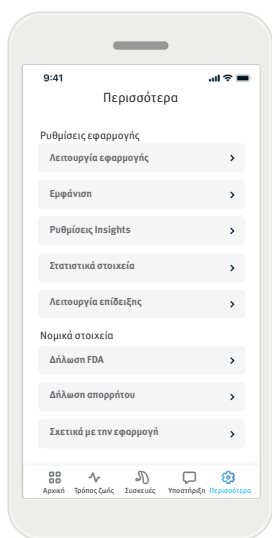 9:41
Περισσότερα
Ρυθμίσεις εφαρμογής
Λειτουργία εφαρμογής
Εμφάνιση
Ρυθμίσεις Insights
Στατιστικά στοιχεία
Λειτουργία επίδειξης
Νομικά στοιχεία
Δήλωση FDA
Δήλωση απορρήτου
Σχετικά με την εφαρμογή
Αρχική Τρόπος ζωής Συσκευές Υποστήριξη Περισσότερα